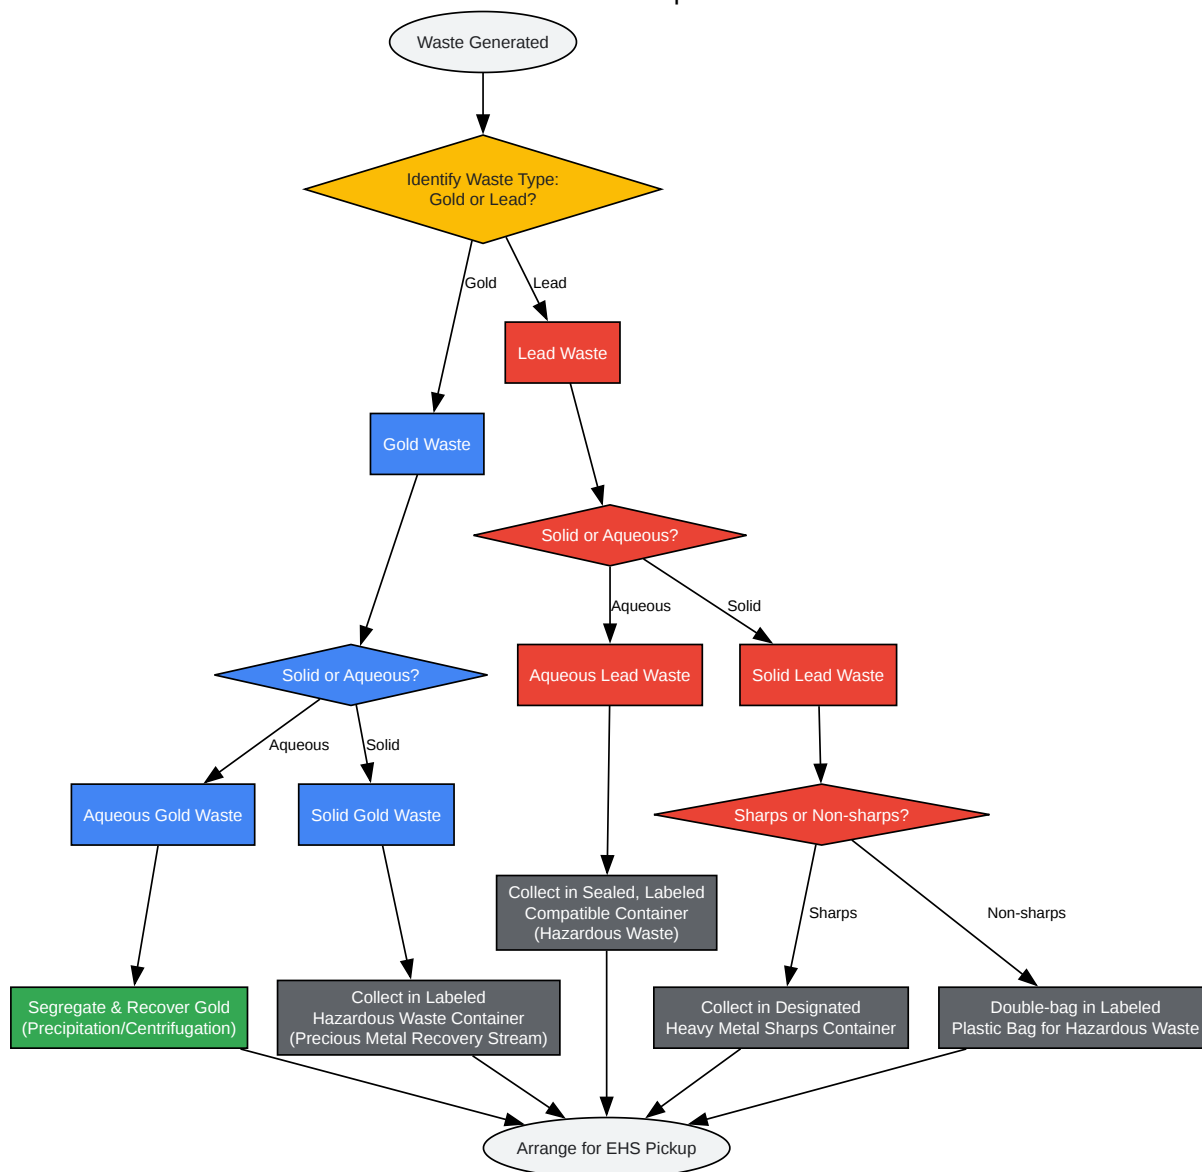 Waste Generated
Identify Waste Type:
Gold or Lead?
Gold
Lead
Lead Waste
Gold Waste
Solid or Aqueous?
Aqueous
Solid
Solid or Aqueous?
Aqueous Lead Waste
Solid Lead Waste
Aqueous
Solid
Aqueous Gold Waste
Solid Gold Waste
Sharps or Non-sharps?
Collect in Sealed, Labeled
Compatible Container
(Hazardous Waste)
Sharps
Non-sharps
Segregate & Recover Gold
(Precipitation/Centrifugation)
Collect in Labeled
Hazardous Waste Container
(Precious Metal Recovery Stream)
Collect in Designated
Heavy Metal Sharps Container
Double-bag in Labeled
Plastic Bag for Hazardous Waste
Arrange for EHS Pickup